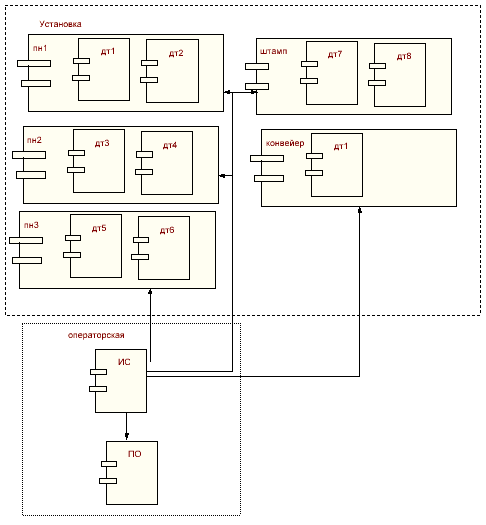 Установка
пн1
дт1
дт2
штамп
дт7
дт8
пн2
дт3
дт4
конвейер
дт1
пн3
дт5
дт6
операторская
ИС
ПО